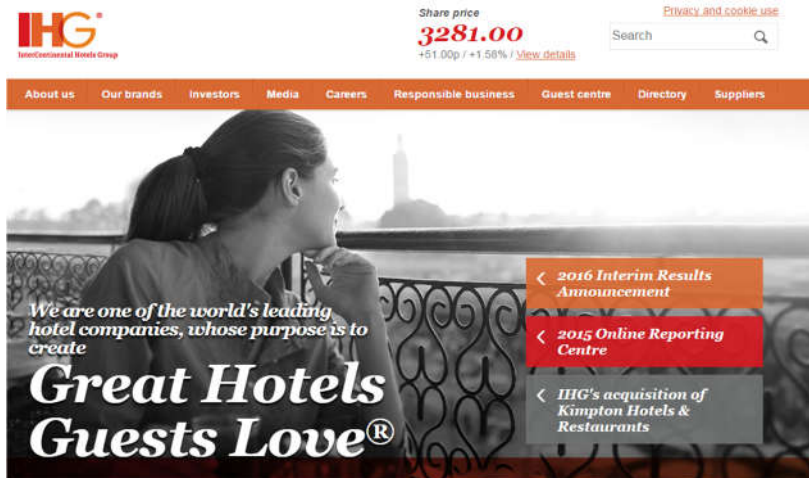 IHG®
InterContinental Hotels Group
Share price
3281.00
+51.00p / +1.58% / View details
Privacy and cookie use
Search
About us Our brands Investors Media Careers Responsible business Guest centre Directory Suppliers
We are one of the world's leading
hotel companies, whose purpose is to
create
Great Hotels
Guests Love®
2016 Interim Results
Announcement
2015 Online Reporting
Centre
IHG's acquisition of
Kimpton Hotels &
Restaurants